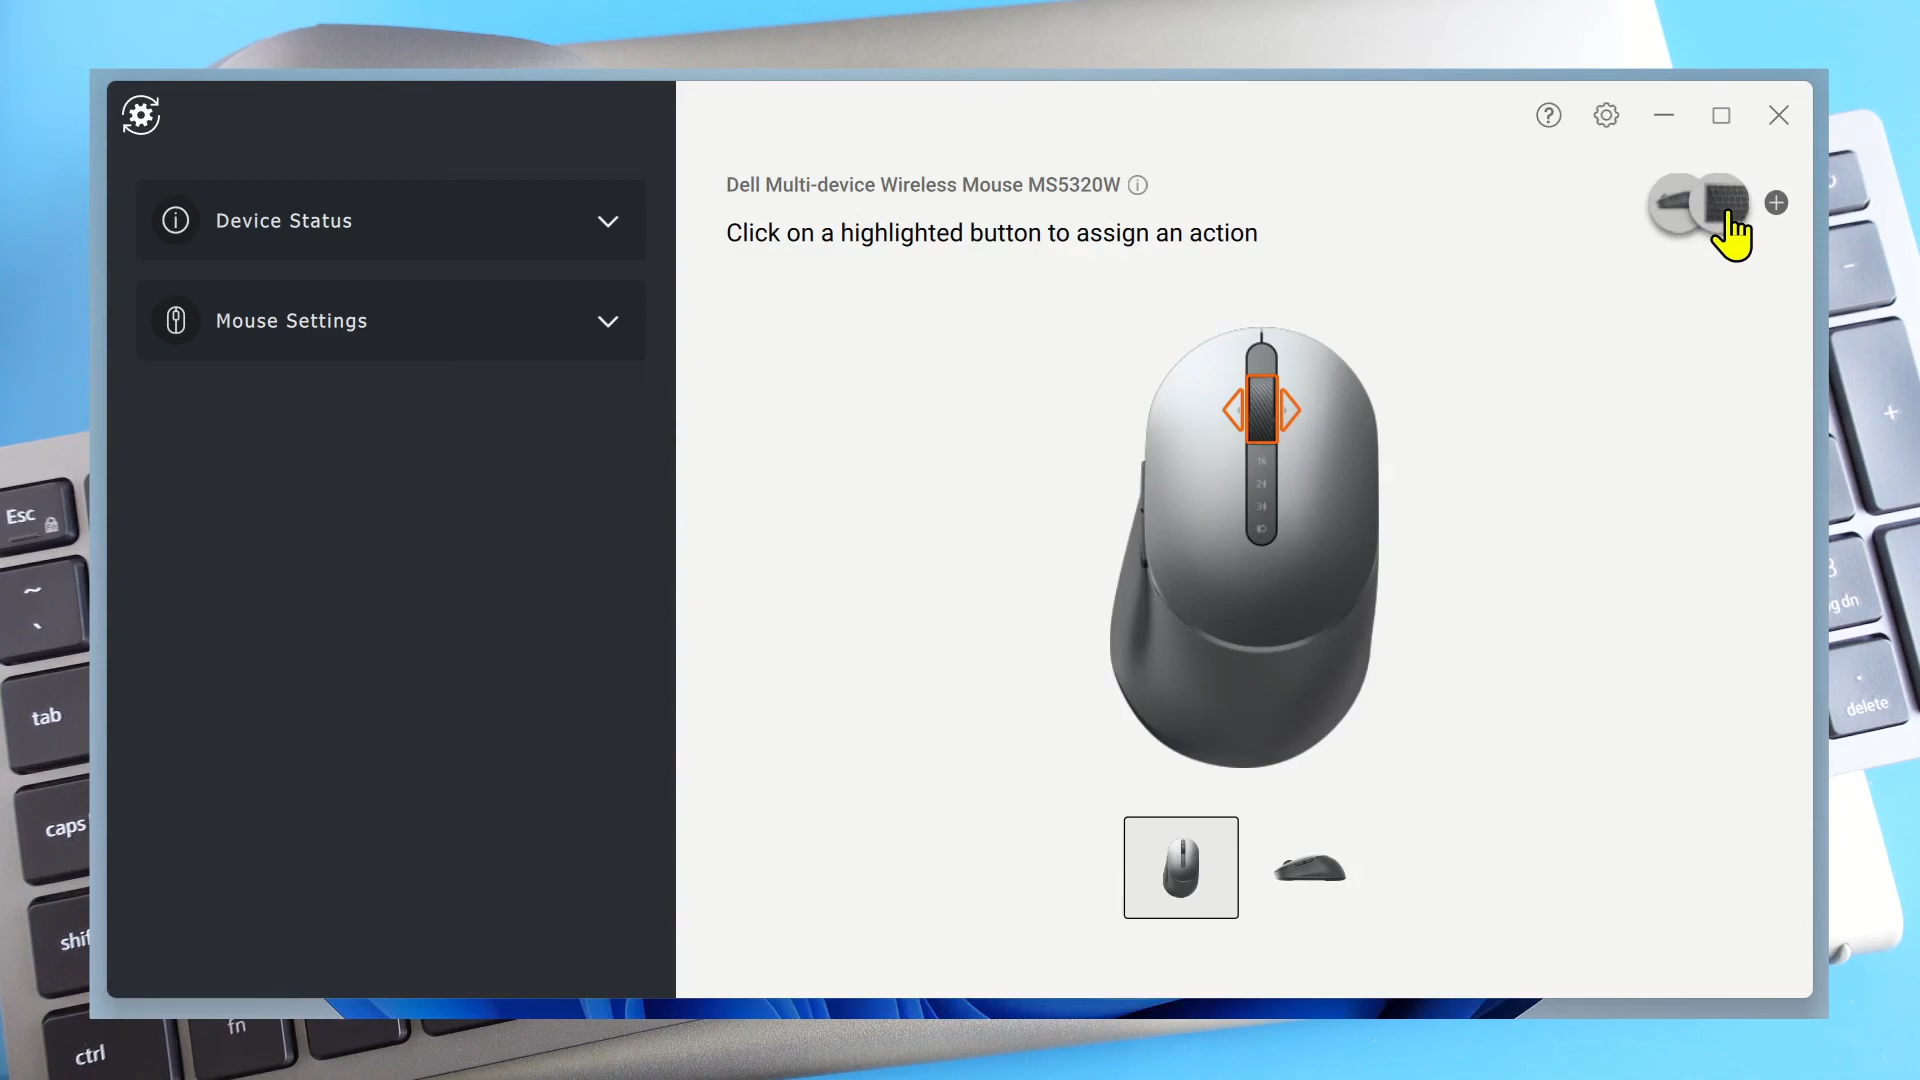 Device Status
Mouse Settings
Dell Multi-device Wireless Mouse MS5320W
Click on a highlighted button to assign an action
Esc
~
`
tab
caps
shif
ctrl
fn
-
+
delete